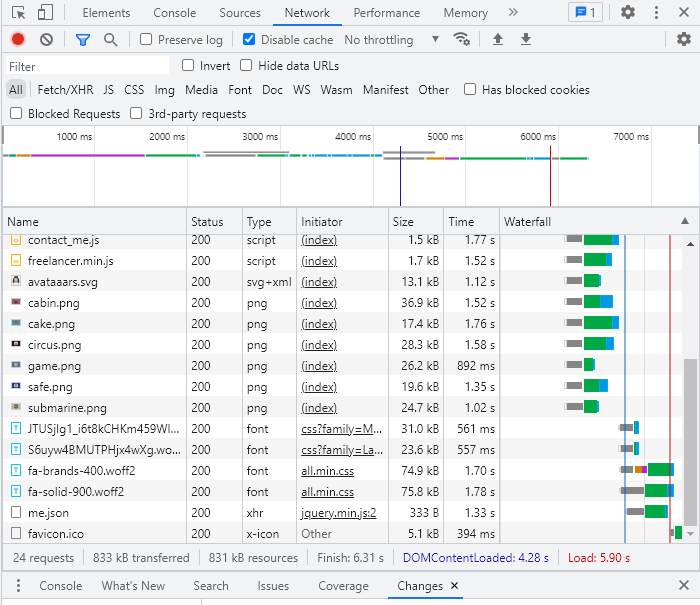 Elements Console Sources Network Performance Memory » 1
Preserve log Disable cache No throttling
Filter Invert Hide data URLs
All Fetch/XHR JS CSS Img Media Font Doc WS Wasm Manifest Other Has blocked cookies
Blocked Requests 3rd-party requests
1000 ms 2000 ms 3000 ms 4000 ms 5000 ms 6000 ms 7000 ms
Name Status Type Initiator Size Time Waterfall
contact_me.js 200 script (index) 1.5 kB 1.77 s
freelancer.min.js 200 script (index) 1.7 kB 1.52 s
avataaars.svg 200 svg+xml (index) 13.1 kB 1.12 s
cabin.png 200 png (index) 36.9 kB 1.52 s
cake.png 200 png (index) 17.4 kB 1.76 s
circus.png 200 png (index) 28.3 kB 1.58 s
game.png 200 png (index) 26.2 kB 892 ms
safe.png 200 png (index) 19.6 kB 1.35 s
submarine.png 200 png (index) 24.7 kB 1.02 s
JTUSjIg1_i6t8kCHKm459Wl... 200 font css?family=M... 31.0 kB 561 ms
S6uyw4BMUTPHjx4wXg.wo... 200 font css?family=La... 23.6 kB 557 ms
fa-brands-400.woff2 200 font all.min.css 74.9 kB 1.70 s
fa-solid-900.woff2 200 font all.min.css 75.8 kB 1.78 s
me.json 200 xhr jquery.min.js:2 333 B 1.33 s
favicon.ico 200 x-icon Other 5.1 kB 394 ms
24 requests 833 kB transferred 831 kB resources Finish: 6.31 s DOMContentLoaded: 4.28 s Load: 5.90 s
Console What's New Search Issues Coverage Changes